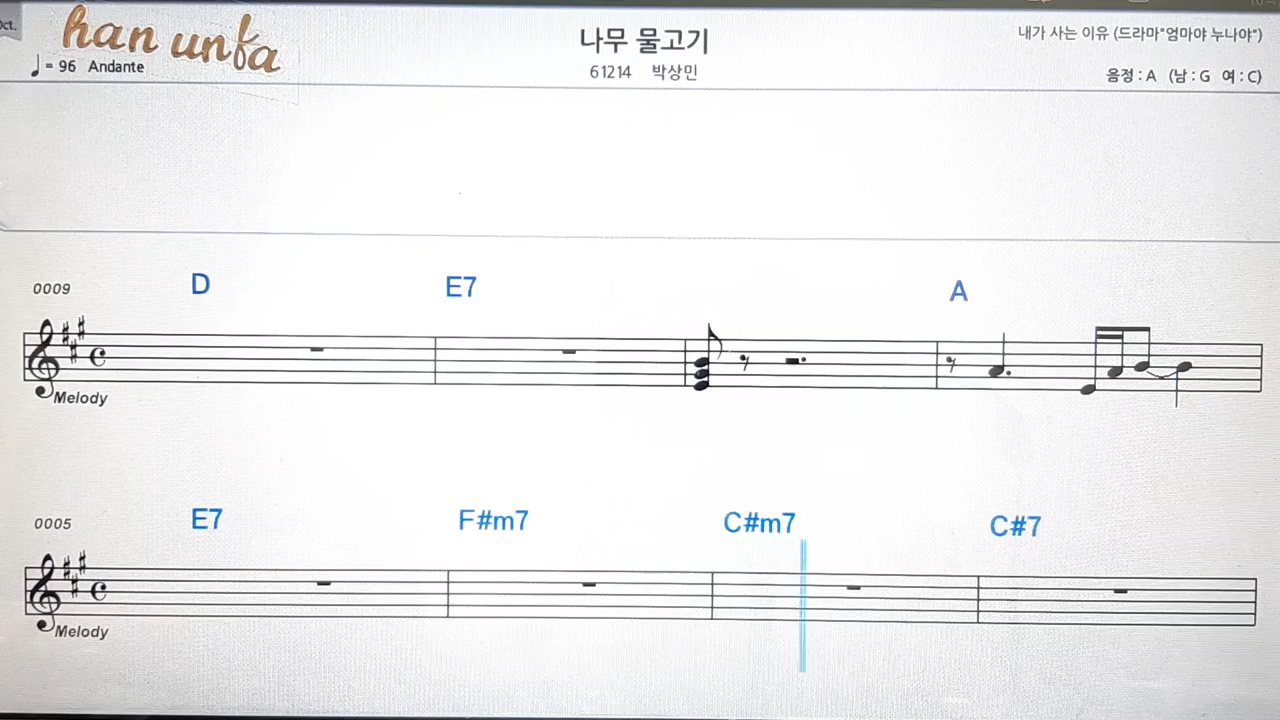 Oct.
han unfa
♩= 96 Andante
나무 물고기
61214 박상민
내가 사는 이유 (드라마"엄마야 누나야")
음정 : A (남 : G 여 : C)
0009 D E7 A
Melody
0005 E7 F#m7 C#m7 C#7
Melody